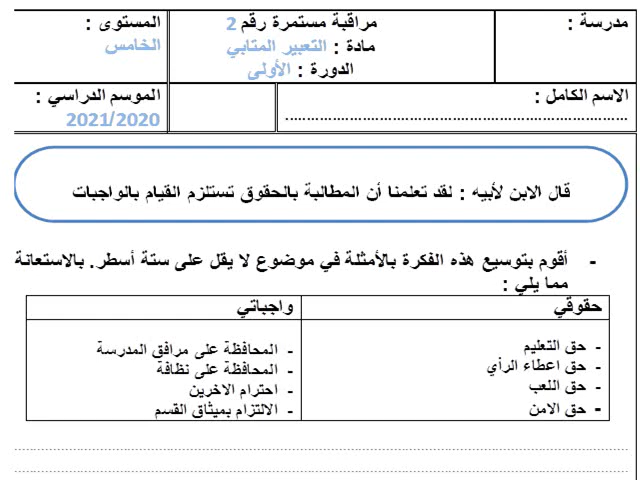 مدرسة :
مراقبة مستمرة رقم 2
مادة : التعبير المتابي
الدورة : الأولى
المستوى :
الخامس
الاسم الكامل :
الموسم الدراسي :
2021/2020
قال الابن لأبيه : لقد تعلمنا أن المطالبة بالحقوق تستلزم القيام بالواجبات
- أقوم بتوسيع هذه الفكرة بالأمثلة في موضوع لا يقل على ستة أسطر. بالاستعانة
مما يلي :
حقوقي
واجباتي
- حق التعليم
- حق اعطاء الرأي
- حق اللعب
- حق الامن
- المحافظة على مرافق المدرسة
- المحافظة على نظافة
- احترام الاخرين
- الالتزام بميثاق القسم